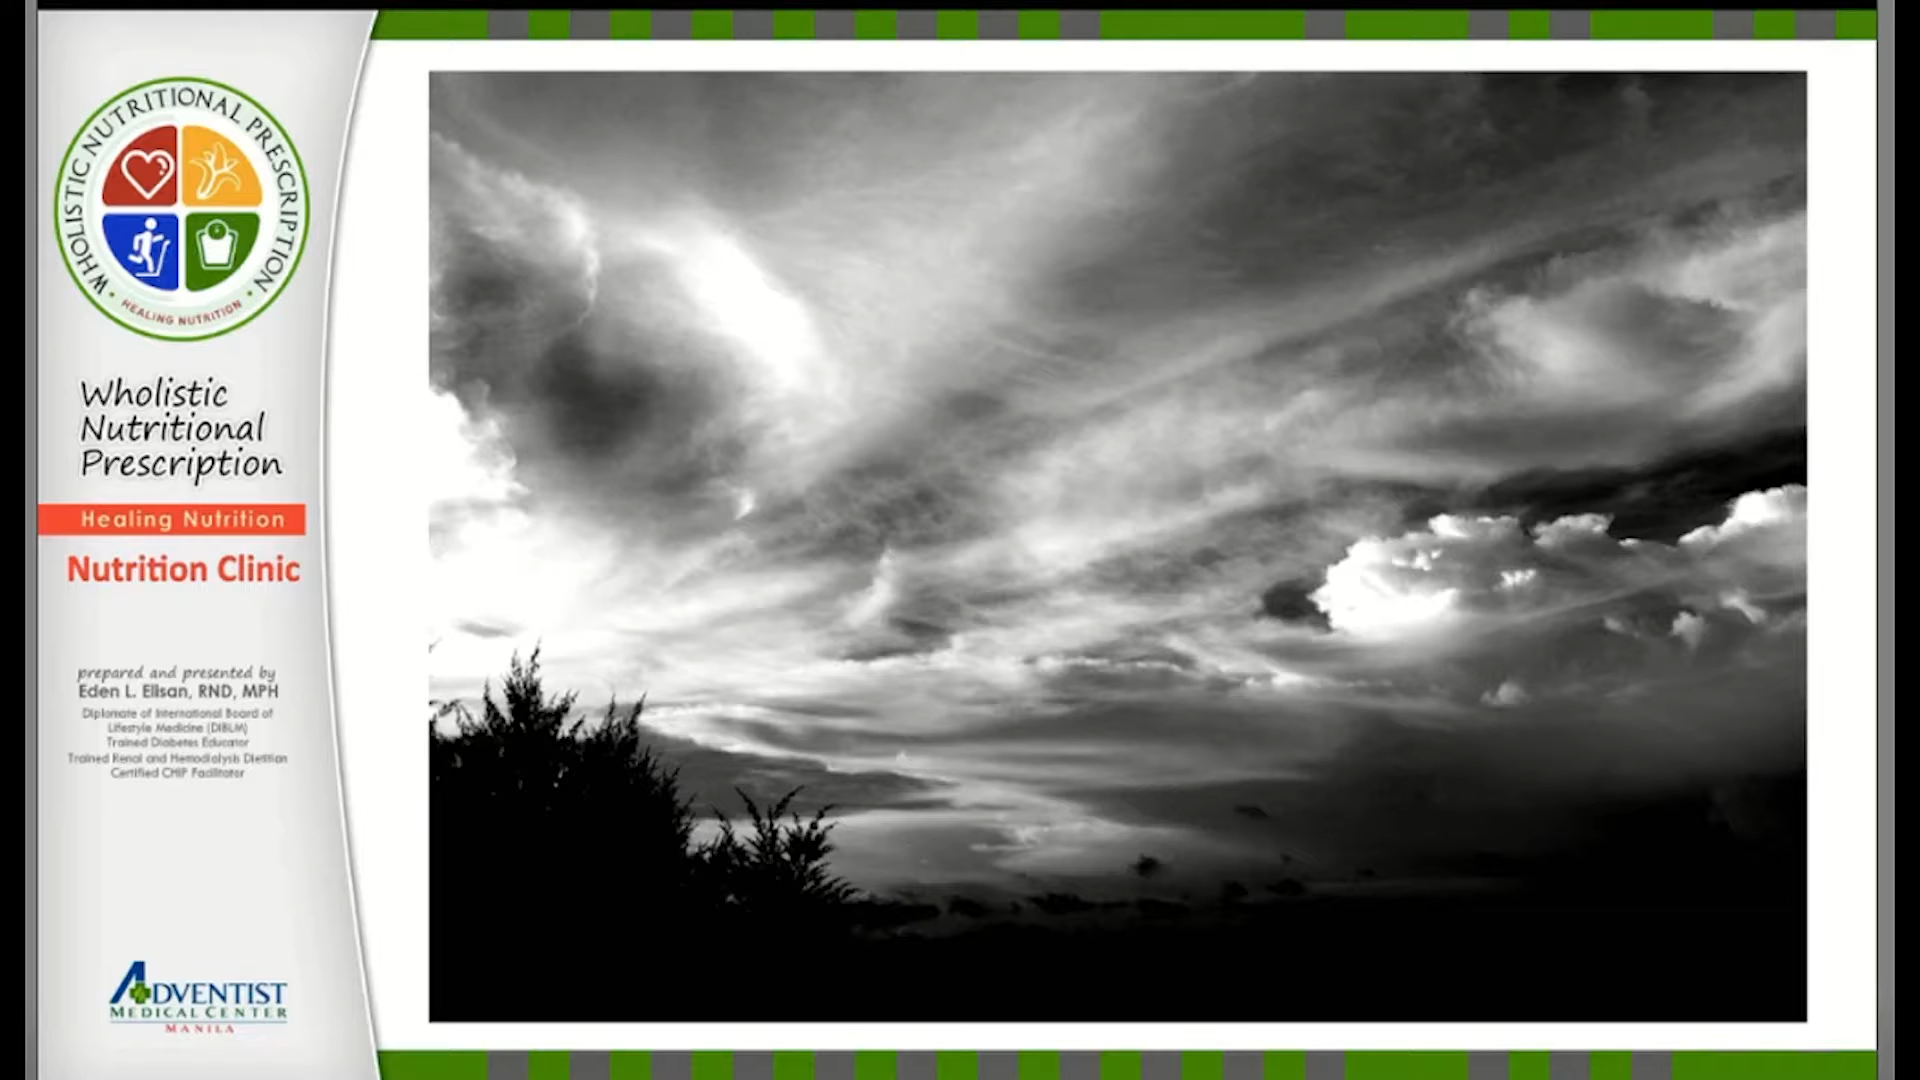 WHOLISTIC NUTRITIONAL PRESCRIPTION
HEALING NUTRITION
Wholistic
Nutritional
Prescription
Healing Nutrition
Nutrition Clinic
prepared and presented by
Eden L. Elisan, RND, MPH
Diplomate of International Board of
Lifestyle Medicine (DIBLM)
Trained Diabetes Educator
Trained Renal and Hemodialysis Dietitian
Certified CHIP Facilitator
ADVENTIST
MEDICAL CENTER
MANILA